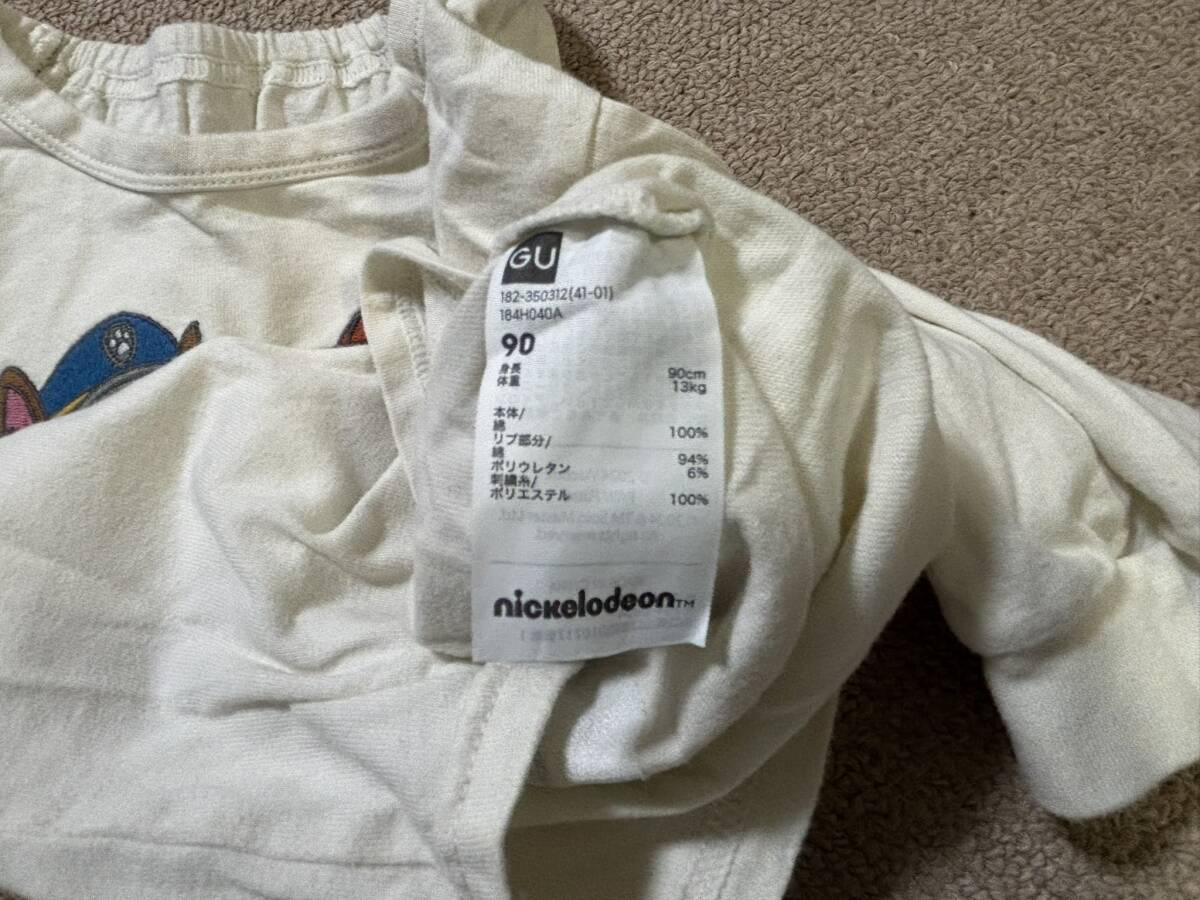 GU
182-350312(41-01)
184H040A
90
身長 90cm
体重 13kg
本体/
綿 100%
リブ部分/
綿 94%
ポリウレタン 6%
刺繍糸/
ポリエステル 100%
nickelodeon™